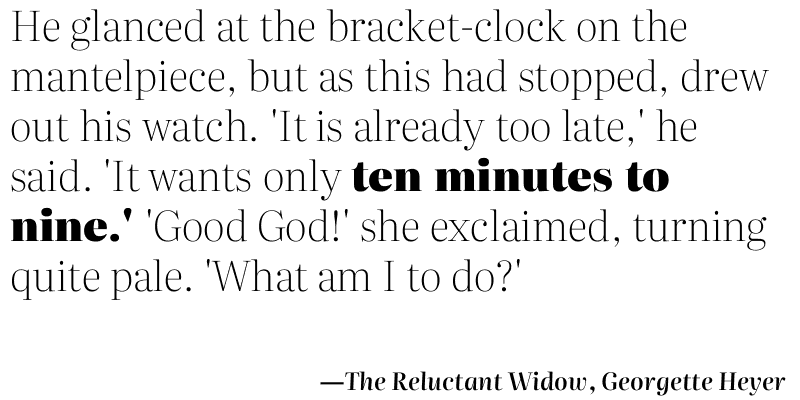 He glanced at the bracket-clock on the
mantelpiece, but as this had stopped, drew
out his watch. 'It is already too late,' he
said. 'It wants only ten minutes to
nine.' 'Good God!' she exclaimed, turning
quite pale. 'What am I to do?'
—The Reluctant Widow, Georgette Heyer